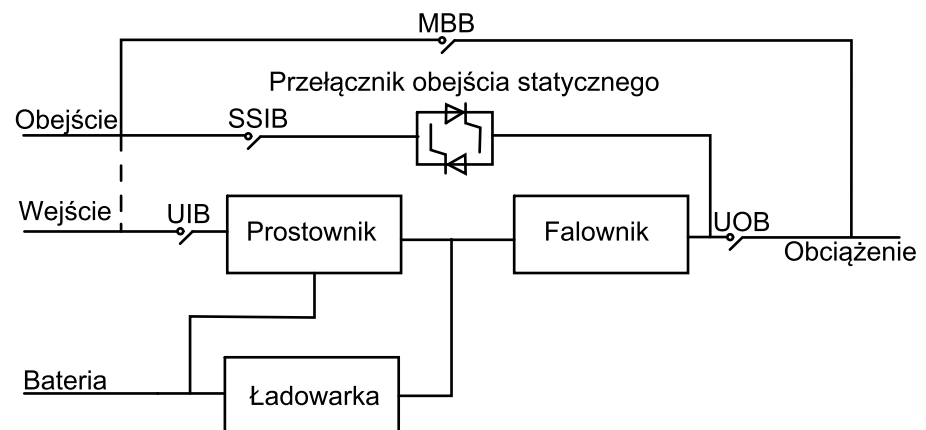 MBB
Przełącznik obejścia statycznego
Obejście
SSIB
Wejście
UIB
Prostownik
Falownik
UOB
Obciążenie
Bateria
Ładowarka